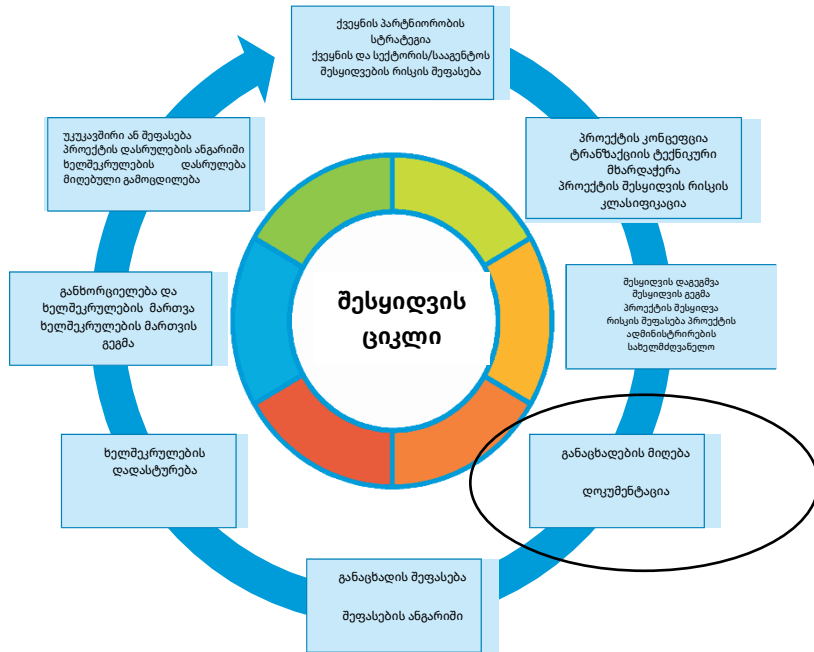 ქვეყნის პარტნიორობის
სტრატეგია
ქვეყნის და სექტორის/სააგენტოს
შესყიდვების რისკის შეფასება
პროექტის კონცეფცია
ტრანზაქციის ტექნიკური
მხარდაჭერა
პროექტის შესყიდვის რისკის
კლასიფიკაცია
შესყიდვის დაგეგმვა
შესყიდვის გეგმა
პროექტის შესყიდვა
რისკის შეფასება პროექტის
ადმინისტრირების
სახელმძღვანელო
განაცხადების მიღება
დოკუმენტაცია
განაცხადის შეფასება
შეფასების ანგარიში
ხელშეკრულების
დადასტურება
განხორციელება და
ხელშეკრულების მართვა
ხელშეკრულების მართვის
გეგმა
უკუკავშირი ან შეფასება
პროექტის დასრულების ანგარიში
ხელშეკრულების დასრულება
მიღებული გამოცდილება
შესყიდვის
ციკლი